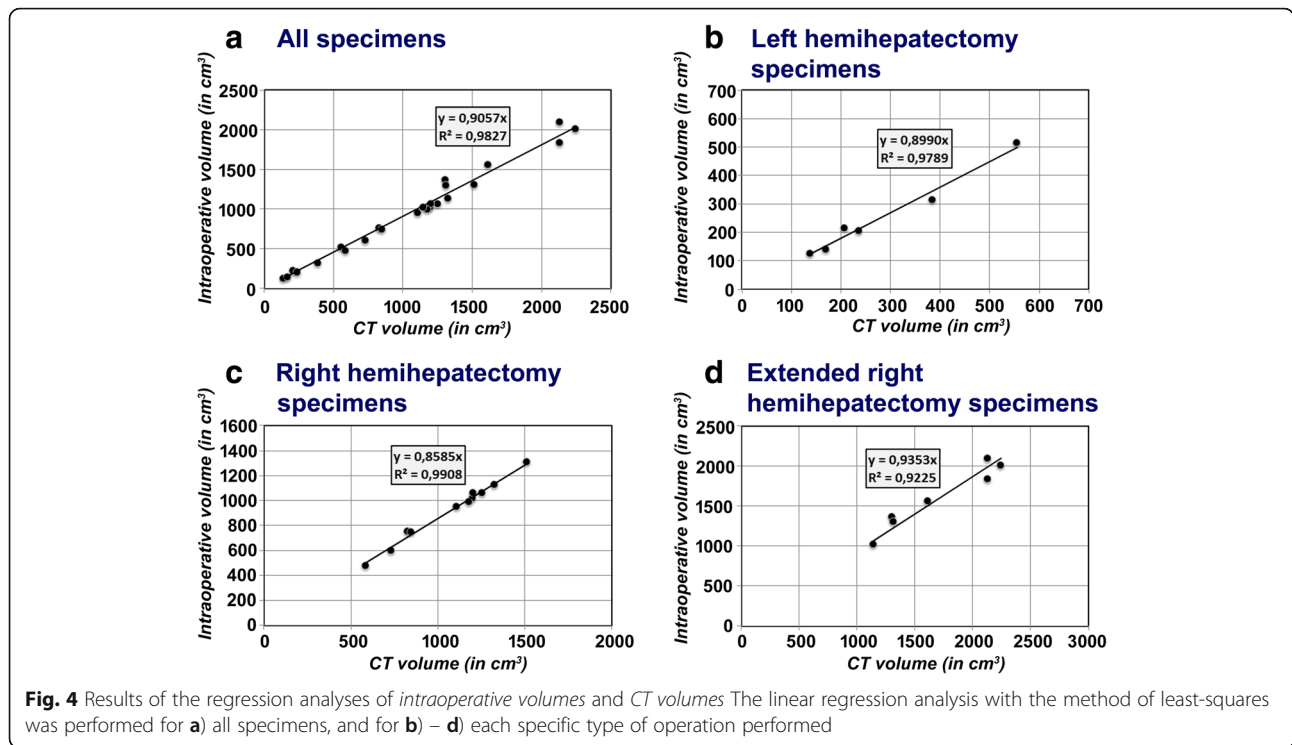 a All specimens
Intraoperative volume (in cm³)
2500
2000
1500
1000
500
0
y = 0,9057x
R² = 0,9827
0 500 1000 1500 2000 2500
CT volume (in cm³)
b Left hemihepatectomy
specimens
Intraoperative volume (in cm³)
700
600
500
400
300
200
100
0
y = 0,8990x
R² = 0,9789
0 100 200 300 400 500 600 700
CT volume (in cm³)
c Right hemihepatectomy
specimens
Intraoperative volume (in cm³)
1600
1400
1200
1000
800
600
400
200
0
y = 0,8585x
R² = 0,9908
0 500 1000 1500 2000
CT volume (in cm³)
d Extended right
hemihepatectomy specimens
Intraoperative volume (in cm³)
2500
2000
1500
1000
500
0
y = 0,9353x
R² = 0,9225
0 500 1000 1500 2000 2500 3000
CT volume (in cm³)
Fig. 4 Results of the regression analyses of intraoperative volumes and CT volumes The linear regression analysis with the method of least-squares
was performed for a) all specimens, and for b) – d) each specific type of operation performed